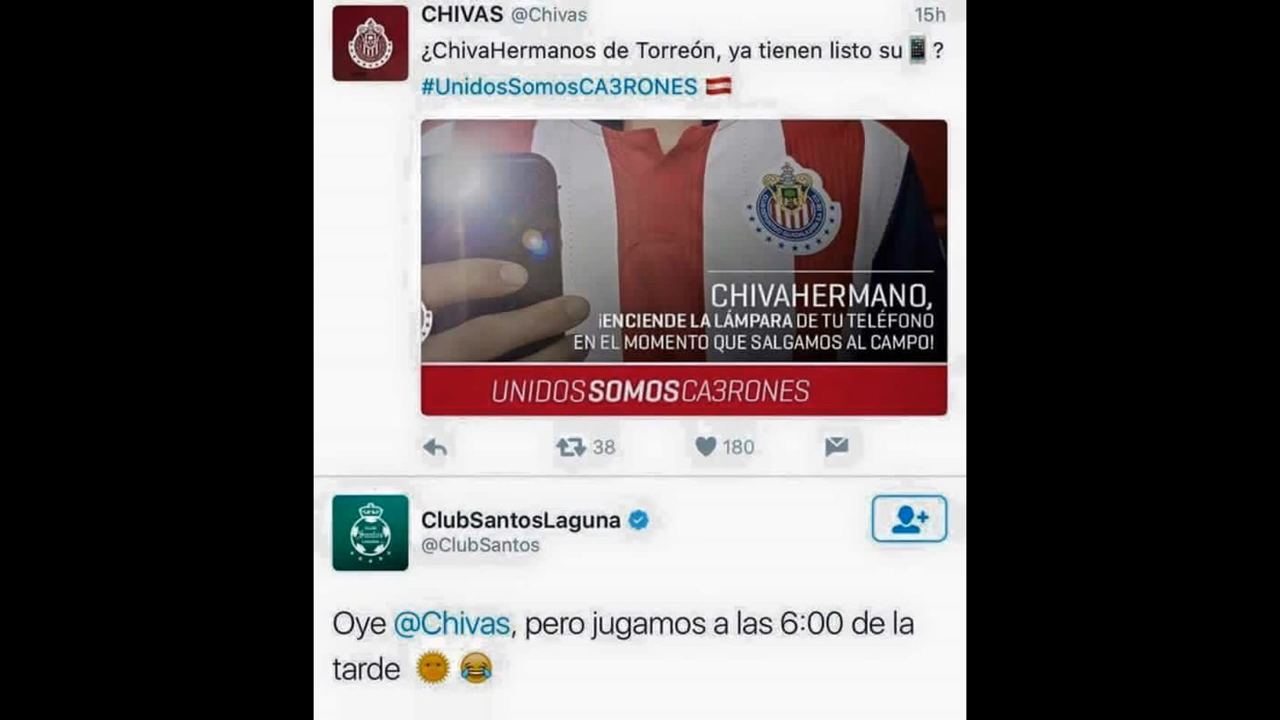 CHIVAS @Chivas 15h
¿ChivaHermanos de Torreón, ya tienen listo su📱?
#UnidosSomosCA3RONES 🇦🇹
CHIVAHERMANO,
¡ENCIENDE LA LÁMPARA DE TU TELÉFONO
EN EL MOMENTO QUE SALGAMOS AL CAMPO!
UNIDOSSOMOSCA3RONES
38 180
ClubSantosLaguna
@ClubSantos
Oye @Chivas, pero jugamos a las 6:00 de la
tarde 🌞 😂